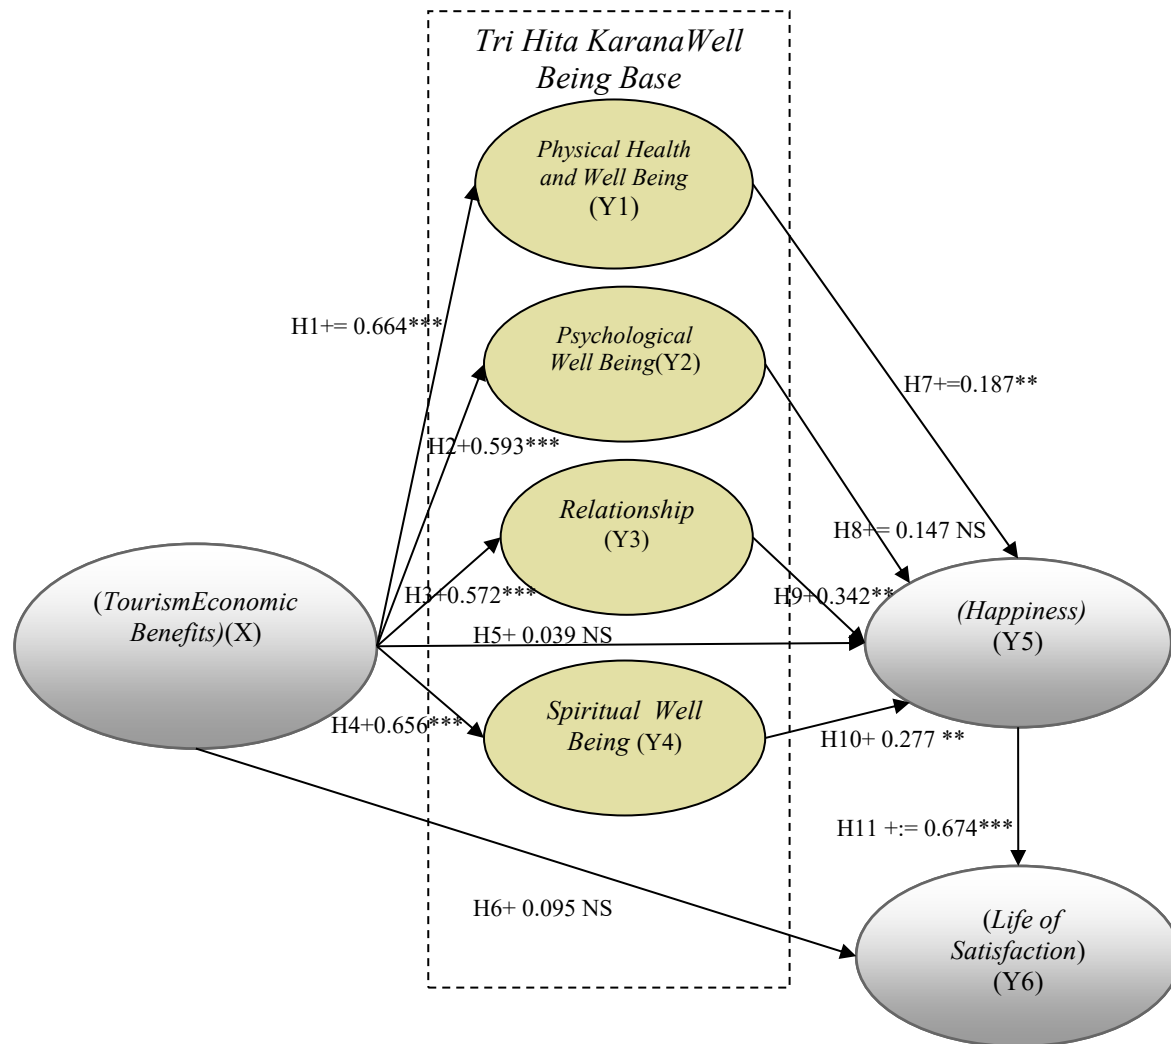 Tri Hita KaranaWell
Being Base
Physical Health
and Well Being
(Y1)
H1+= 0.664***
Psychological
Well Being(Y2)
H7+=0.187**
H2+0.593***
Relationship
(Y3)
H8+= 0.147 NS
H3+0.572***
H9+0.342**
(TourismEconomic
Benefits)(X)
(Happiness)
(Y5)
H5+ 0.039 NS
Spiritual Well
Being (Y4)
H4+0.656***
H10+ 0.277 **
H11 +:= 0.674***
H6+ 0.095 NS
(Life of
Satisfaction)
(Y6)